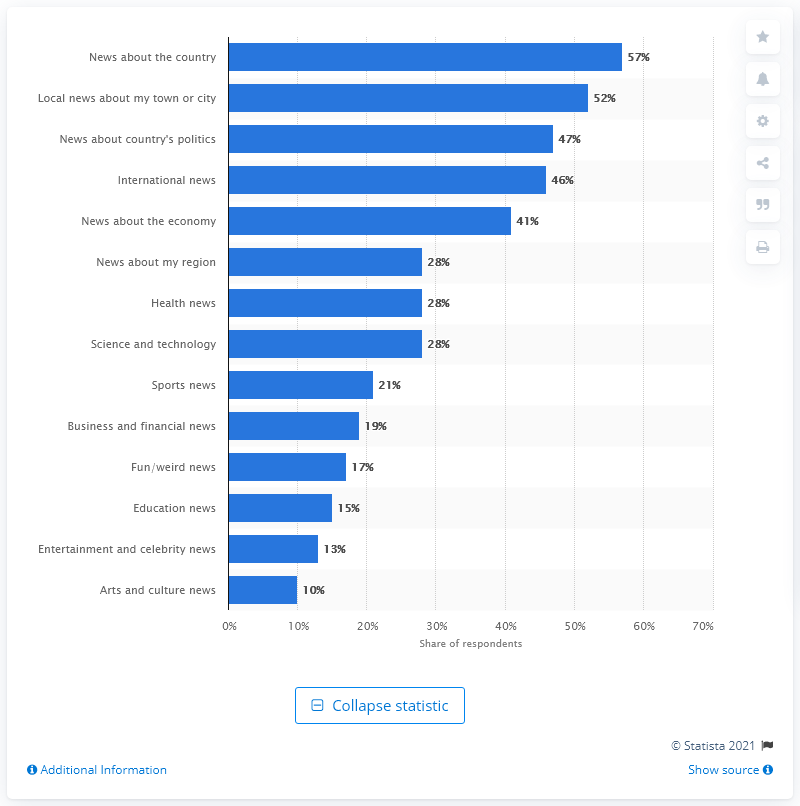 News about the country 57%
Local news about my town or city 52%
News about country's politics 47%
International news 46%
News about the economy 41%
News about my region 28%
Health news 28%
Science and technology 28%
Sports news 21%
Business and financial news 19%
Fun/weird news 17%
Education news 15%
Entertainment and celebrity news 13%
Arts and culture news 10%
0% 10% 20% 30% 40% 50% 60% 70%
Share of respondents
Collapse statistic
© Statista 2021
Additional Information Show source